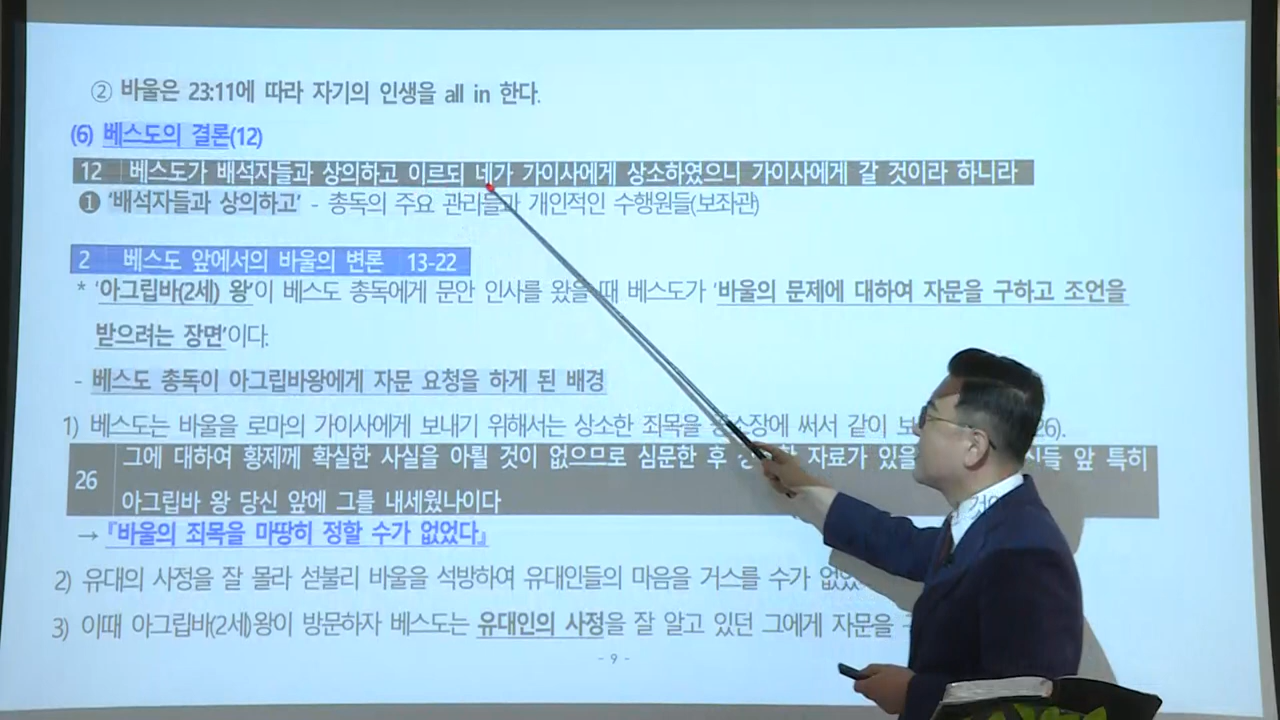 ② 바울은 23:11에 따라 자기의 인생을 all in 한다.
(6) 베스도의 결론(12)
12 베스도가 배석자들과 상의하고 이르되 네가 가이사에게 상소하였으니 가이사에게 갈 것이라 하니라
❶ '배석자들과 상의하고' - 총독의 주요 관리들과 개인적인 수행원들(보좌관)
2 베스도 앞에서의 바울의 변론 13-22
* '아그립바(2세) 왕'이 베스도 총독에게 문안 인사를 왔을 때 베스도가 '바울의 문제에 대하여 자문을 구하고 조언을
받으려는 장면'이다.
- 베스도 총독이 아그립바왕에게 자문 요청을 하게 된 배경
1) 베스도는 바울을 로마의 가이사에게 보내기 위해서는 상소한 죄목을 써서 같이 26).
26 그에 대하여 황제께 확실한 사실을 아뢸 것이 없으므로 심문한 후 자료가 있을 앞 특히
아그립바 왕 당신 앞에 그를 내세웠나이다
→ 『바울의 죄목을 마땅히 정할 수가 없었다』
2) 유대의 사정을 잘 몰라 섣불리 바울을 석방하여 유대인들의 마음을 거스를 수가
3) 이때 아그립바(2세)왕이 방문하자 베스도는 유대인의 사정을 잘 알고 있던 그에게 자문을
- 9 -